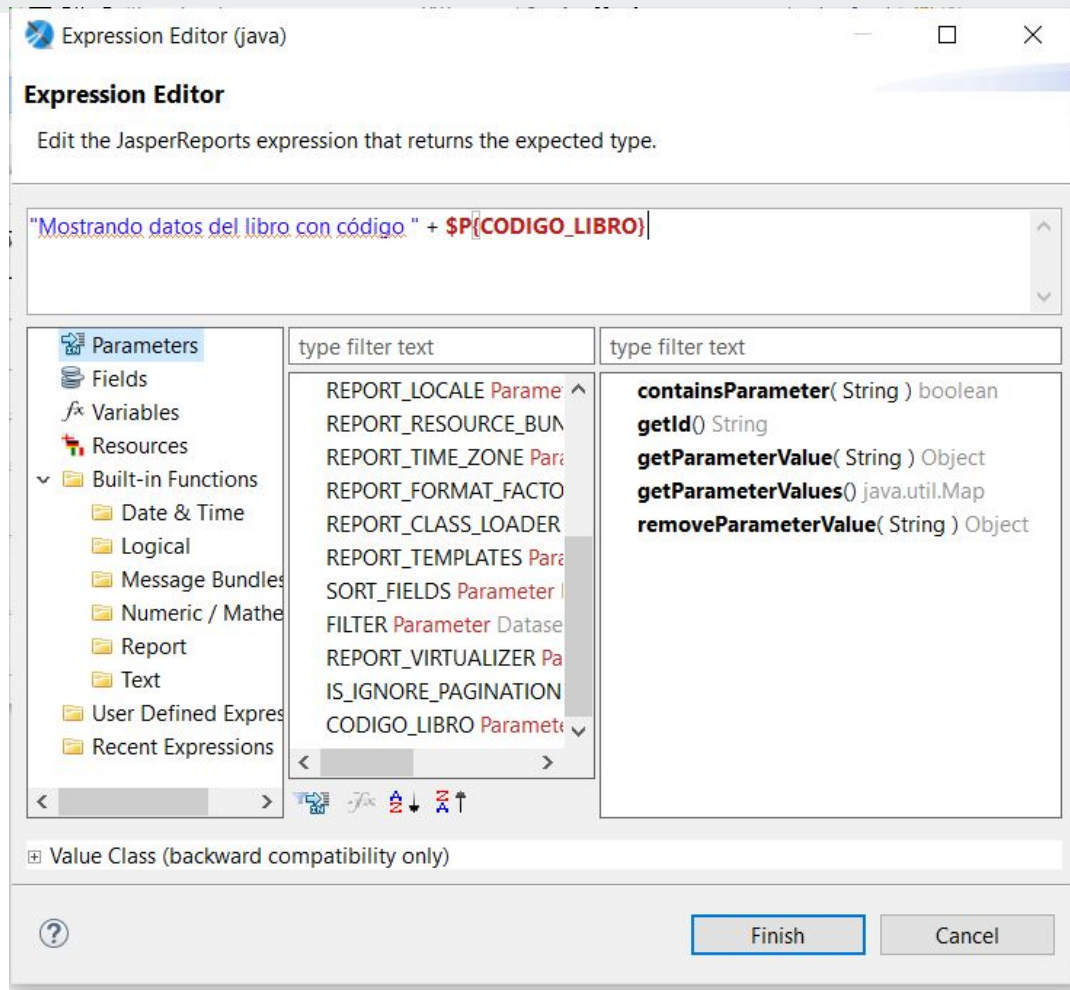 Expression Editor (java)
Expression Editor
Edit the JasperReports expression that returns the expected type.
"Mostrando datos del libro con código " + $P{CODIGO_LIBRO}
Parameters
Fields
fx Variables
Resources
Built-in Functions
Date & Time
Logical
Message Bundles
Numeric / Mathe
Report
Text
User Defined Expres
Recent Expressions
type filter text
REPORT_LOCALE Parame
REPORT_RESOURCE_BUN
REPORT_TIME_ZONE Para
REPORT_FORMAT_FACTO
REPORT_CLASS_LOADER
REPORT_TEMPLATES Para
SORT_FIELDS Parameter
FILTER Parameter Datase
REPORT_VIRTUALIZER Pa
IS_IGNORE_PAGINATION
CODIGO_LIBRO Paramete
type filter text
containsParameter( String ) boolean
getId() String
getParameterValue( String ) Object
getParameterValues() java.util.Map
removeParameterValue( String ) Object
Value Class (backward compatibility only)
Finish
Cancel